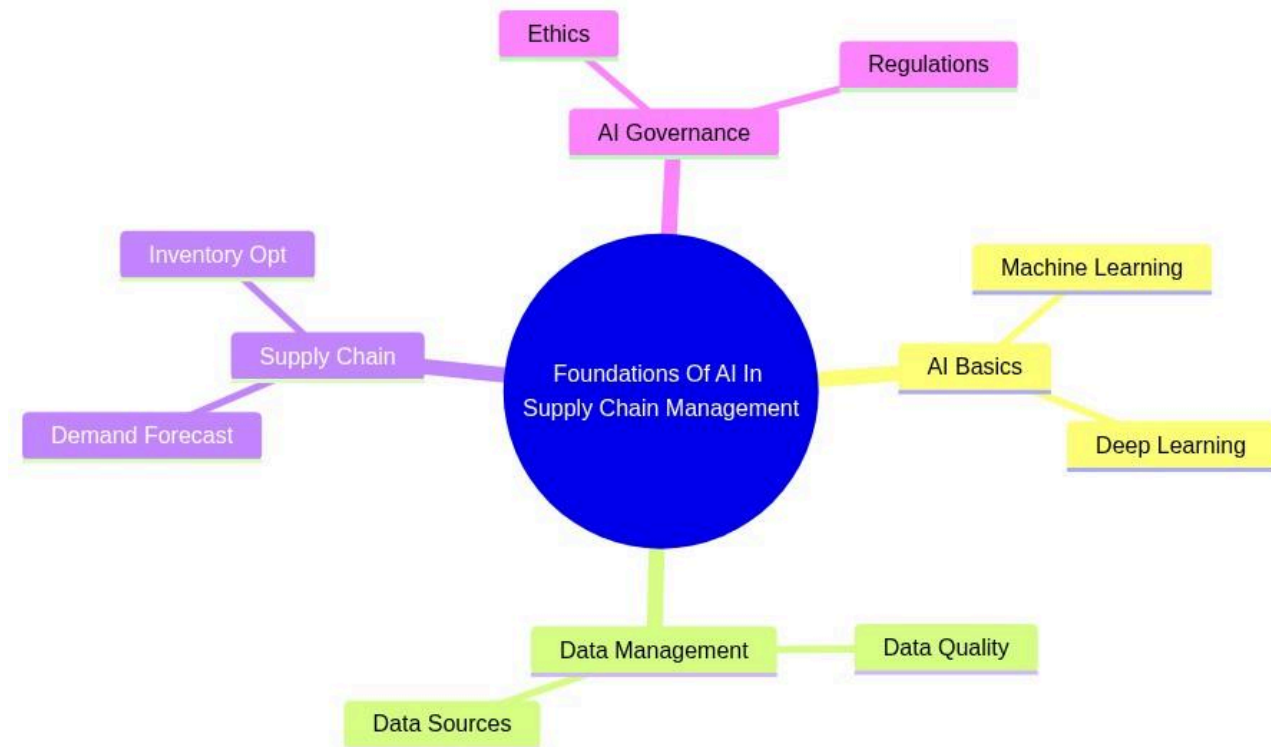 Ethics
Regulations
AI Governance
Inventory Opt
Machine Learning
Supply Chain
AI Basics
Foundations Of AI In
Supply Chain Management
Demand Forecast
Deep Learning
Data Management
Data Quality
Data Sources